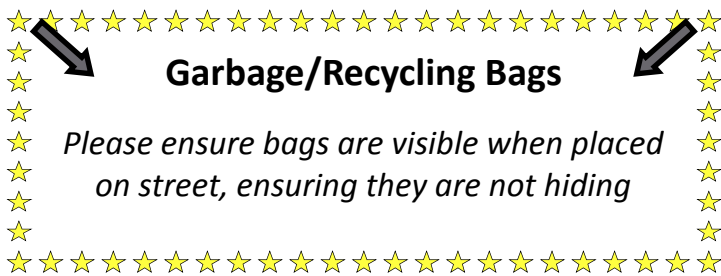 Garbage/Recycling Bags
Please ensure bags are visible when placed
on street, ensuring they are not hiding